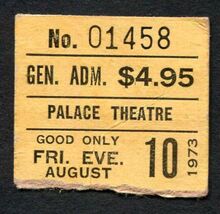 No. 01458
GEN. ADM. $4.95
PALACE THEATRE
GOOD ONLY
FRI. EVE. 10 1973
AUGUST